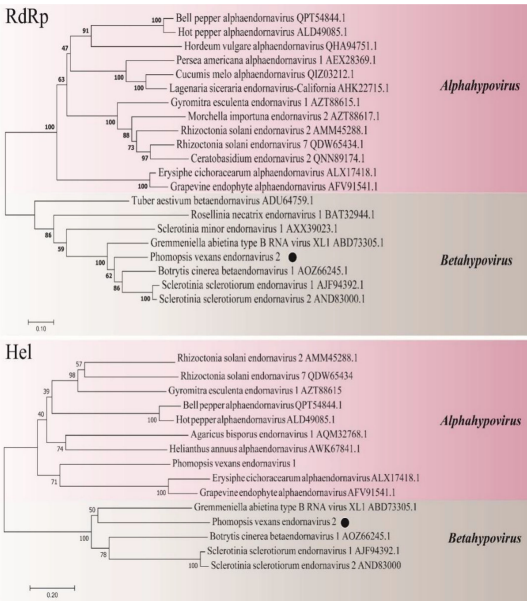 RdRp
100
Bell pepper alphaendornavirus QPT54844.1
91
Hot pepper alphaendornavirus ALD49085.1
47
Hordeum vulgare alphaendornavirus QHA94751.1
Persea americana alphaendornavirus 1 AEX28369.1
63
Cucumis melo alphaendornavirus QIZ03212.1
100
100
Lagenaria siceraria endornavirus-California AHK22715.1
Alphahypovirus
Gyromitra esculenta endornavirus 1 AZT88615.1
100
Morchella importuna endornavirus 2 AZT88617.1
100
88
Rhizoctonia solani endornavirus 2 AMM45288.1
73
Rhizoctonia solani endornavirus 7 QDW65434.1
97
Ceratobasidium endornavirus 2 QNN89174.1
Erysiphe cichoracearum alphaendornavirus ALX17418.1
100
Grapevine endophyte alphaendornavirus AFV91541.1
Tuber aestivum betaendornavirus ADU64759.1
100
Rosellinia necatrix endornavirus 1 BAT32944.1
86
Sclerotinia minor endornavirus 1 AXX39023.1
59
Gremmeniella abietina type B RNA virus XL1 ABD73305.1
100
Phomopsis vexans endornavirus 2
Betahypovirus
62
Botrytis cinerea betaendornavirus 1 AOZ66245.1
86
Sclerotinia sclerotiorum endornavirus 1 AJF94392.1
100
Sclerotinia sclerotiorum endornavirus 2 AND83000.1
0.10
Hel
57
Rhizoctonia solani endornavirus 2 AMM45288.1
98
Rhizoctonia solani endornavirus 7 QDW65434
39
Gyromitra esculenta endornavirus 1 AZT88615
Bell pepper alphaendornavirus QPT54844.1
40
100
Hot pepper alphaendornavirus ALD49085.1
Alphahypovirus
Agaricus bisporus endornavirus 1 AQM32768.1
74
Helianthus annuus alphaendornavirus AWK67841.1
Phomopsis vexans endornavirus 1
71
Erysiphe cichoracearum alphaendornavirus ALX17418.1
100
Grapevine endophyte alphaendornavirus AFV91541.1
Gremmeniella abietina type B RNA virus XL1 ABD73305.1
50
Phomopsis vexans endornavirus 2
100
Botrytis cinerea betaendornavirus 1 AOZ66245.1
Betahypovirus
78
Sclerotinia sclerotiorum endornavirus 1 AJF94392.1
100
Sclerotinia sclerotiorum endornavirus 2 AND83000
0.20